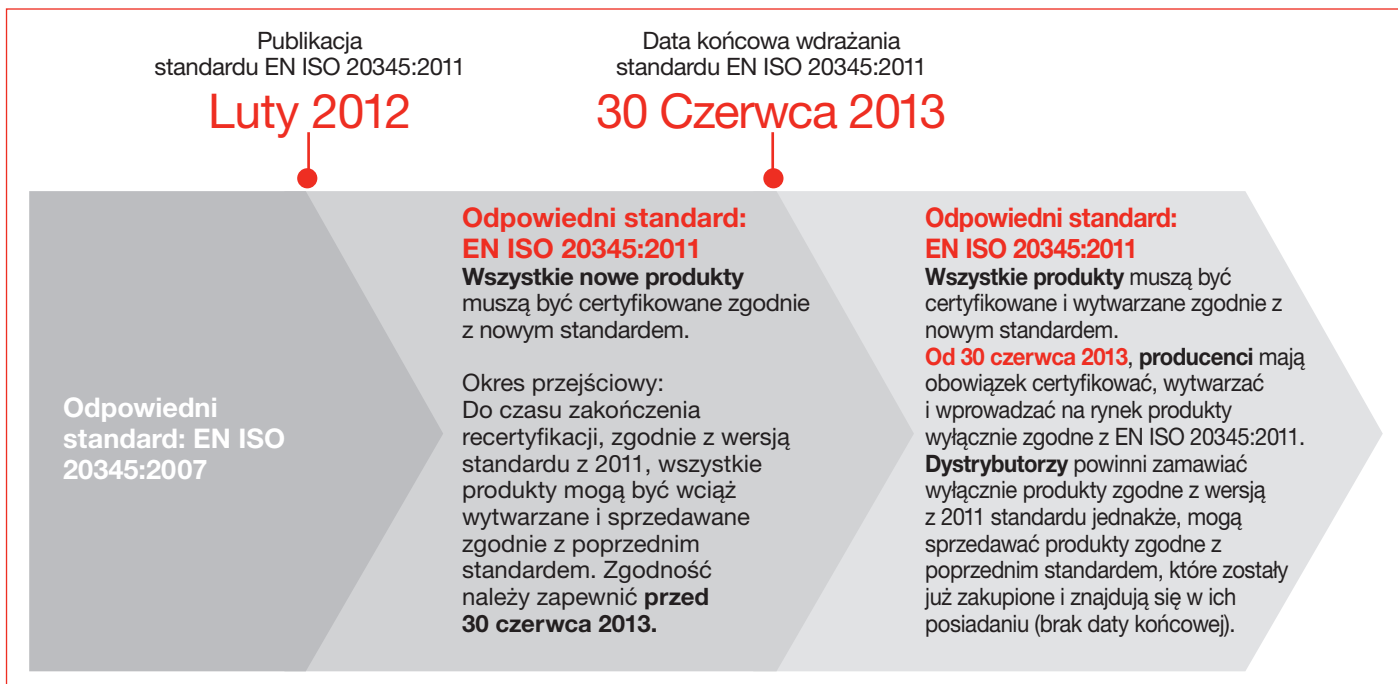 Publikacja
standardu EN ISO 20345:2011
Luty 2012
Data końcowa wdrażania
standardu EN ISO 20345:2011
30 Czerwca 2013
Odpowiedni
standard: EN ISO
20345:2007
Odpowiedni standard:
EN ISO 20345:2011
Wszystkie nowe produkty
muszą być certyfikowane zgodnie
z nowym standardem.
Okres przejściowy:
Do czasu zakończenia
recertyfikacji, zgodnie z wersją
standardu z 2011, wszystkie
produkty mogą być wciąż
wytwarzane i sprzedawane
zgodnie z poprzednim
standardem. Zgodność
należy zapewnić przed
30 czerwca 2013.
Odpowiedni standard:
EN ISO 20345:2011
Wszystkie produkty muszą być
certyfikowane i wytwarzane zgodnie z
nowym standardem.
Od 30 czerwca 2013, producenci mają
obowiązek certyfikować, wytwarzać
i wprowadzać na rynek produkty
wyłącznie zgodne z EN ISO 20345:2011.
Dystrybutorzy powinni zamawiać
wyłącznie produkty zgodne z wersją
z 2011 standardu jednakże, mogą
sprzedawać produkty zgodne z
poprzednim standardem, które zostały
już zakupione i znajdują się w ich
posiadaniu (brak daty końcowej).